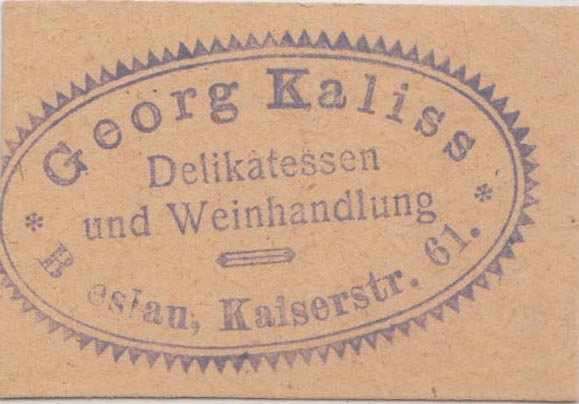 Georg Kaliss
Delikatessen
und Weinhandlung
* Breslau, Kaiserstr. 61. *